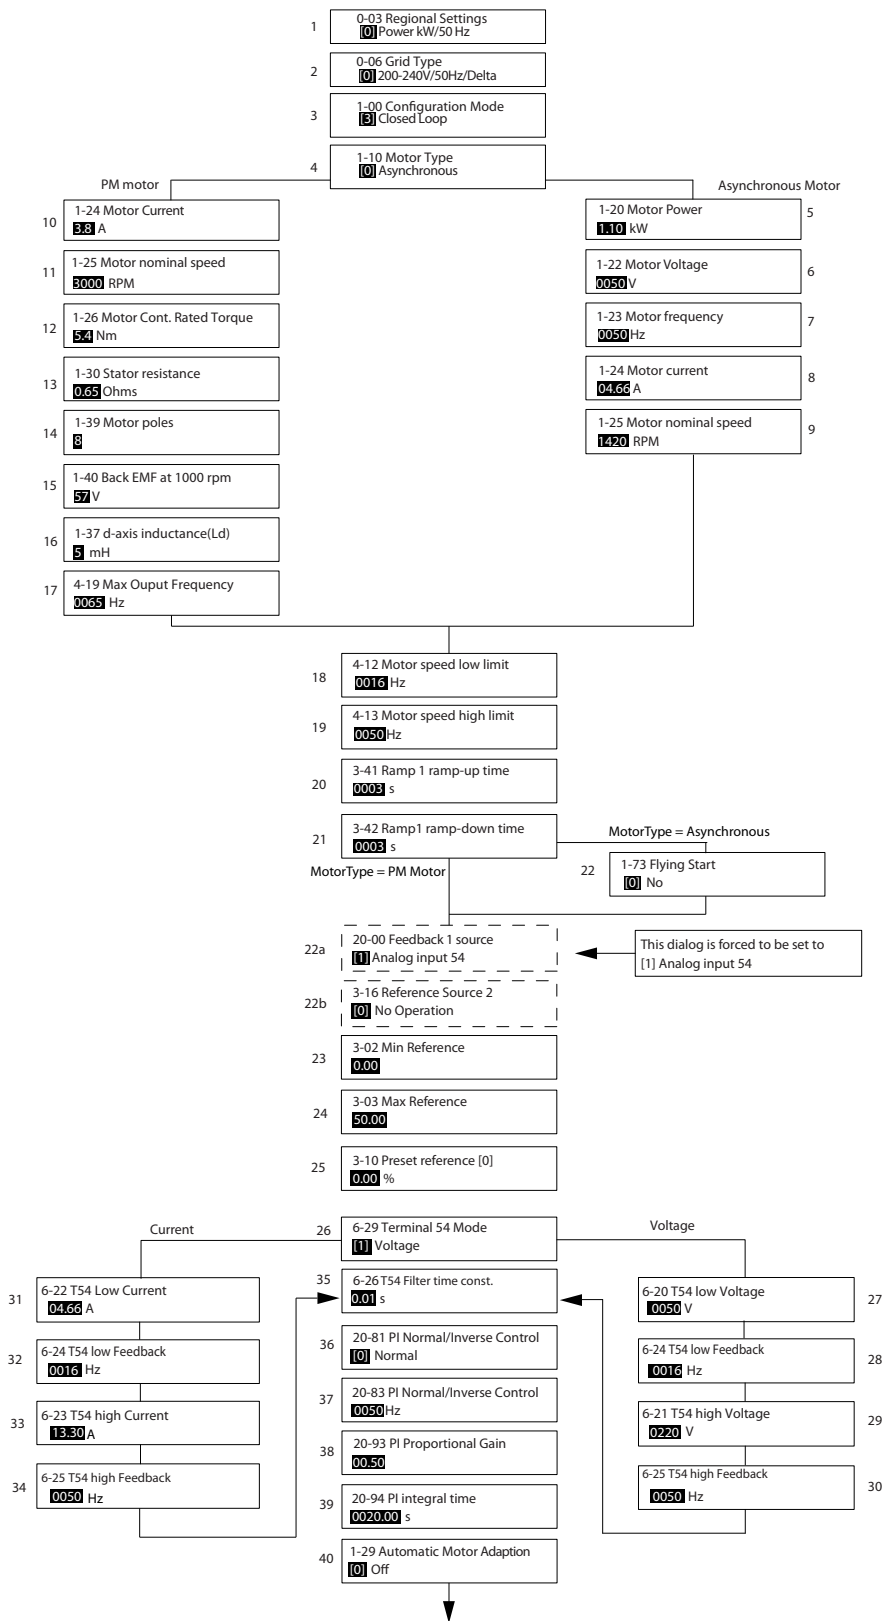 1
0-03 Regional Settings
[0] Power kW/50 Hz
2
0-06 Grid Type
[0] 200-240V/50Hz/Delta
3
1-00 Configuration Mode
[3] Closed Loop
4
1-10 Motor Type
[0] Asynchronous
PM motor
Asynchronous Motor
10
1-24 Motor Current
3.8 A
11
1-25 Motor nominal speed
3000 RPM
12
1-26 Motor Cont. Rated Torque
5.4 Nm
13
1-30 Stator resistance
0.65 Ohms
14
1-39 Motor poles
8
15
1-40 Back EMF at 1000 rpm
57 V
16
1-37 d-axis inductance(Ld)
5 mH
17
4-19 Max Ouput Frequency
0065 Hz
1-20 Motor Power
1.10 kW
5
1-22 Motor Voltage
0050 V
6
1-23 Motor frequency
0050 Hz
7
1-24 Motor current
04.66 A
8
1-25 Motor nominal speed
1420 RPM
9
18
4-12 Motor speed low limit
0016 Hz
19
4-13 Motor speed high limit
0050 Hz
20
3-41 Ramp 1 ramp-up time
0003 s
21
3-42 Ramp1 ramp-down time
0003 s
MotorType = Asynchronous
MotorType = PM Motor
22
1-73 Flying Start
[0] No
22a
20-00 Feedback 1 source
[1] Analog input 54
This dialog is forced to be set to
[1] Analog input 54
22b
3-16 Reference Source 2
[0] No Operation
23
3-02 Min Reference
0.00
24
3-03 Max Reference
50.00
25
3-10 Preset reference [0]
0.00 %
Current
26
6-29 Terminal 54 Mode
[1] Voltage
Voltage
31
6-22 T54 Low Current
04.66 A
32
6-24 T54 low Feedback
0016 Hz
33
6-23 T54 high Current
13.30 A
34
6-25 T54 high Feedback
0050 Hz
35
6-26 T54 Filter time const.
0.01 s
36
20-81 PI Normal/Inverse Control
[0] Normal
37
20-83 PI Normal/Inverse Control
0050 Hz
38
20-93 PI Proportional Gain
00.50
39
20-94 PI integral time
0020.00 s
40
1-29 Automatic Motor Adaption
[0] Off
6-20 T54 low Voltage
0050 V
27
6-24 T54 low Feedback
0016 Hz
28
6-21 T54 high Voltage
0220 V
29
6-25 T54 high Feedback
0050 Hz
30